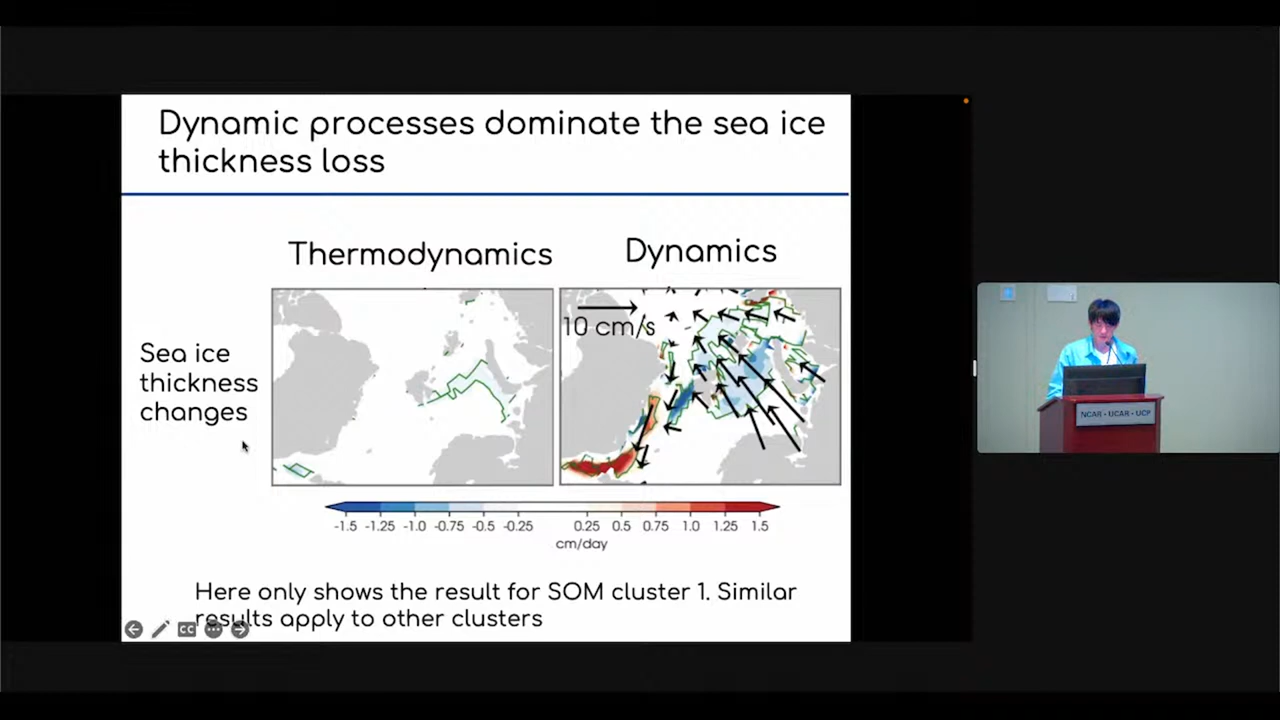 Dynamic processes dominate the sea ice
thickness loss
Thermodynamics
Dynamics
10 cm/s
Sea ice
thickness
changes
-1.5 -1.25 -1.0 -0.75 -0.5 -0.25 0.25 0.5 0.75 1.0 1.25 1.5
cm/day
Here only shows the result for SOM cluster 1. Similar
results apply to other clusters
CC
NCAR • UCAR • UCP